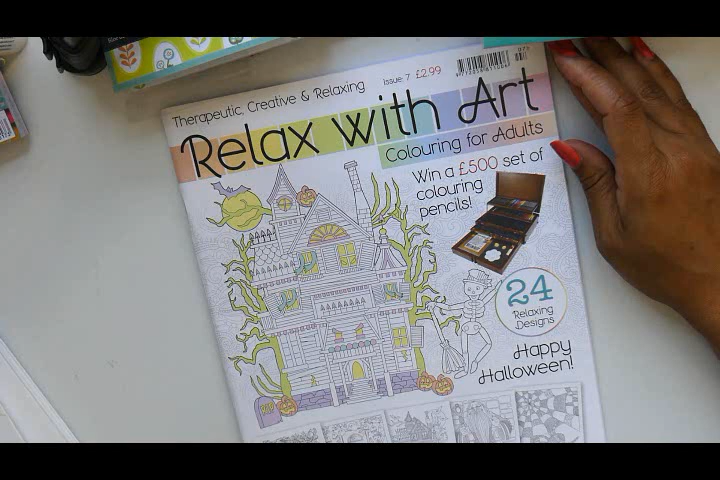 Therapeutic, Creative & Relaxing
Issue: 7 £2.99
Relax with Art
Colouring for Adults
Win a £500 set of
colouring
pencils!
24
Relaxing
Designs
Happy
Halloween!